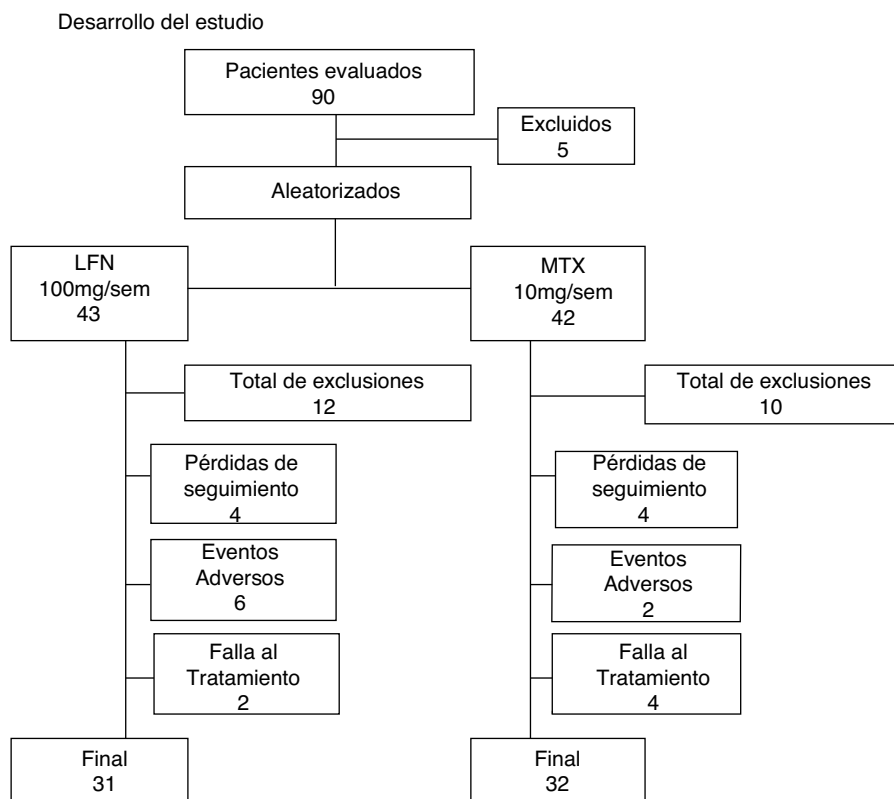 Desarrollo del estudio
Pacientes evaluados
90
Excluidos
5
Aleatorizados
LFN
100mg/sem
43
MTX
10mg/sem
42
Total de exclusiones
12
Total de exclusiones
10
Pérdidas de
seguimiento
4
Pérdidas de
seguimiento
4
Eventos
Adversos
6
Eventos
Adversos
2
Falla al
Tratamiento
2
Falla al
Tratamiento
4
Final
31
Final
32